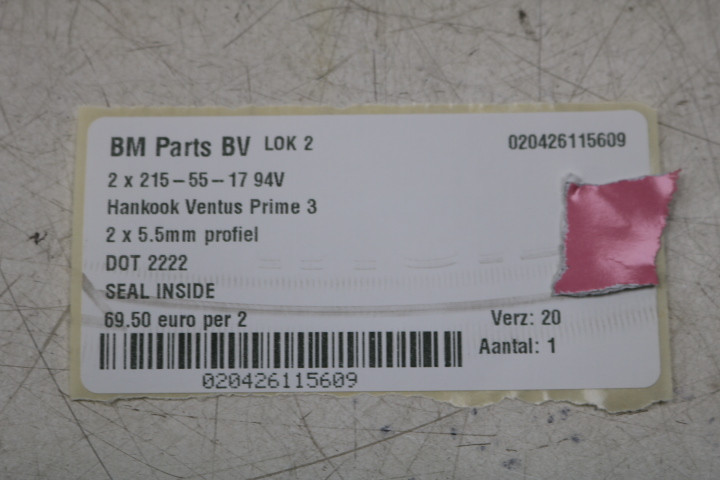 BM Parts BV LOK 2 020426115609
2 x 215-55-17 94V
Hankook Ventus Prime 3
2 x 5.5mm profiel
DOT 2222
SEAL INSIDE
69.50 euro per 2 Verz: 20
Aantal: 1
020426115609